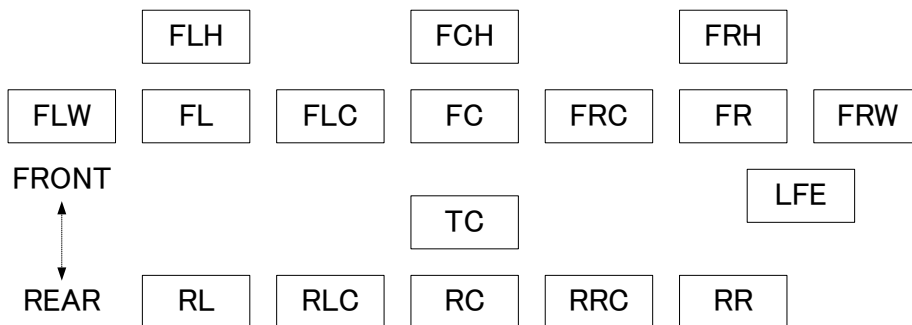 FLH FCH FRH
FLW FL FLC FC FRC FR FRW
FRONT
LFE
TC
REAR RL RLC RC RRC RR